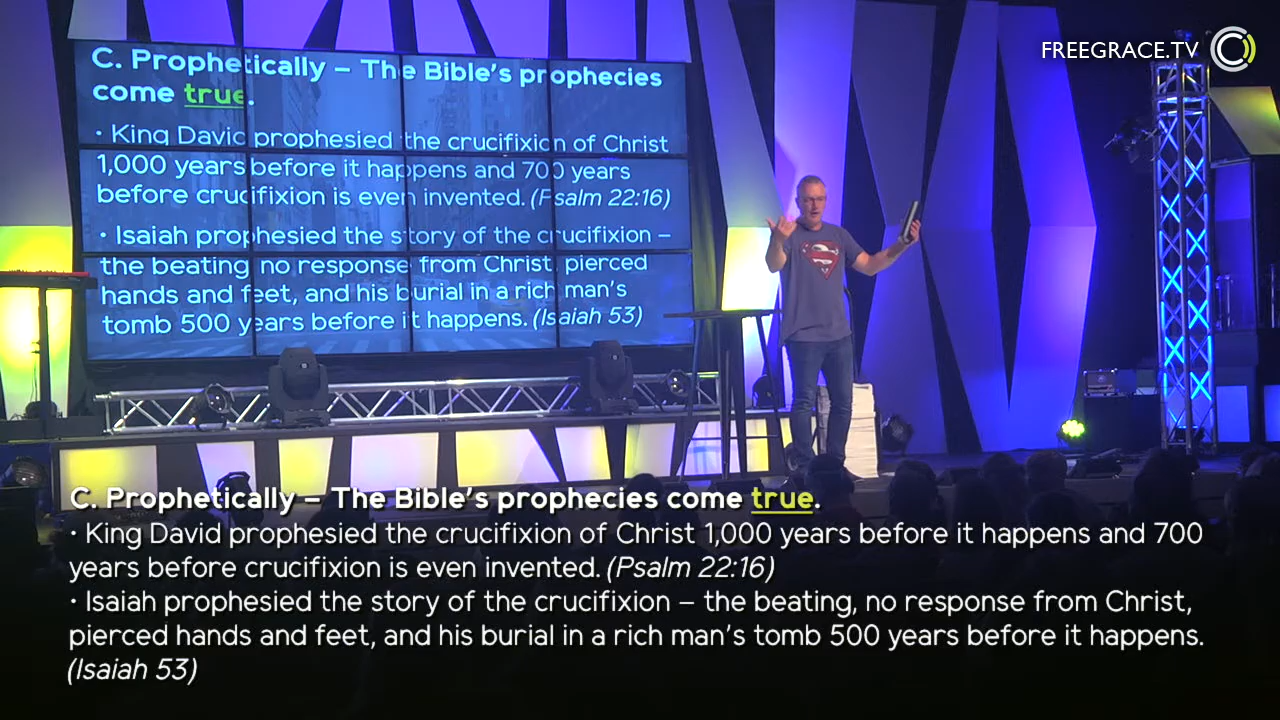 FREEGRACE.TV
C. Prophetically – The Bible's prophecies
come true.
• King David prophesied the crucifixion of Christ
1,000 years before it happens and 700 years
before crucifixion is even invented. (Psalm 22:16)
• Isaiah prophesied the story of the crucifixion –
the beating, no response from Christ, pierced
hands and feet, and his burial in a rich man's
tomb 500 years before it happens. (Isaiah 53)
C. Prophetically – The Bible's prophecies come true.
• King David prophesied the crucifixion of Christ 1,000 years before it happens and 700
years before crucifixion is even invented. (Psalm 22:16)
• Isaiah prophesied the story of the crucifixion – the beating, no response from Christ,
pierced hands and feet, and his burial in a rich man's tomb 500 years before it happens.
(Isaiah 53)